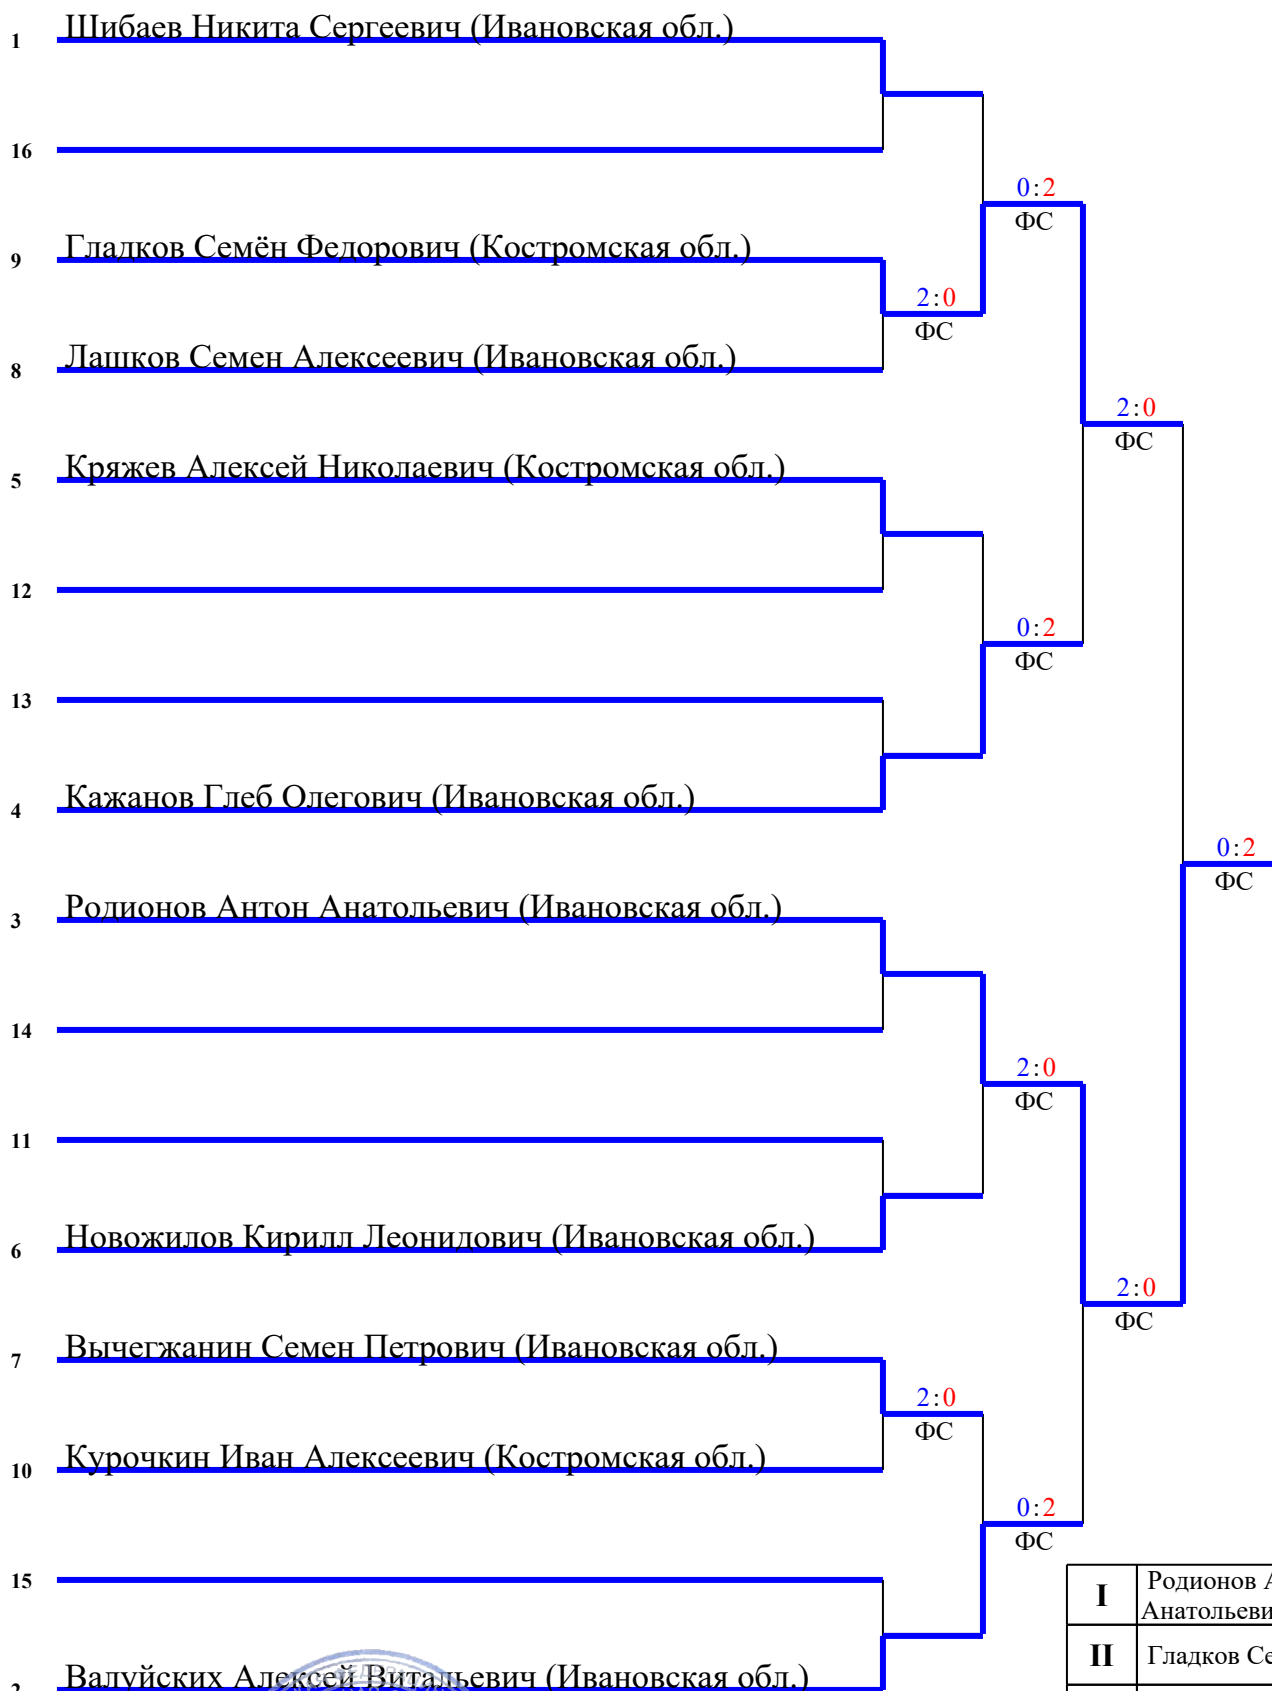 1 Шибаев Никита Сергеевич (Ивановская обл.)
16
0:2
ФС
9 Гладков Семён Федорович (Костромская обл.)
2:0
ФС
8 Лашков Семен Алексеевич (Ивановская обл.)
2:0
ФС
5 Кряжев Алексей Николаевич (Костромская обл.)
12
0:2
ФС
13
4 Кажанов Глеб Олегович (Ивановская обл.)
0:2
ФС
3 Родионов Антон Анатольевич (Ивановская обл.)
14
2:0
ФС
11
6 Новожилов Кирилл Леонидович (Ивановская обл.)
2:0
ФС
7 Вычегжанин Семен Петрович (Ивановская обл.)
2:0
ФС
10 Курочкин Иван Алексеевич (Костромская обл.)
0:2
ФС
15
I Родионов А
Анатольеви
II Гладков Се
2 Валуйских Алексей Витальевич (Ивановская обл.)